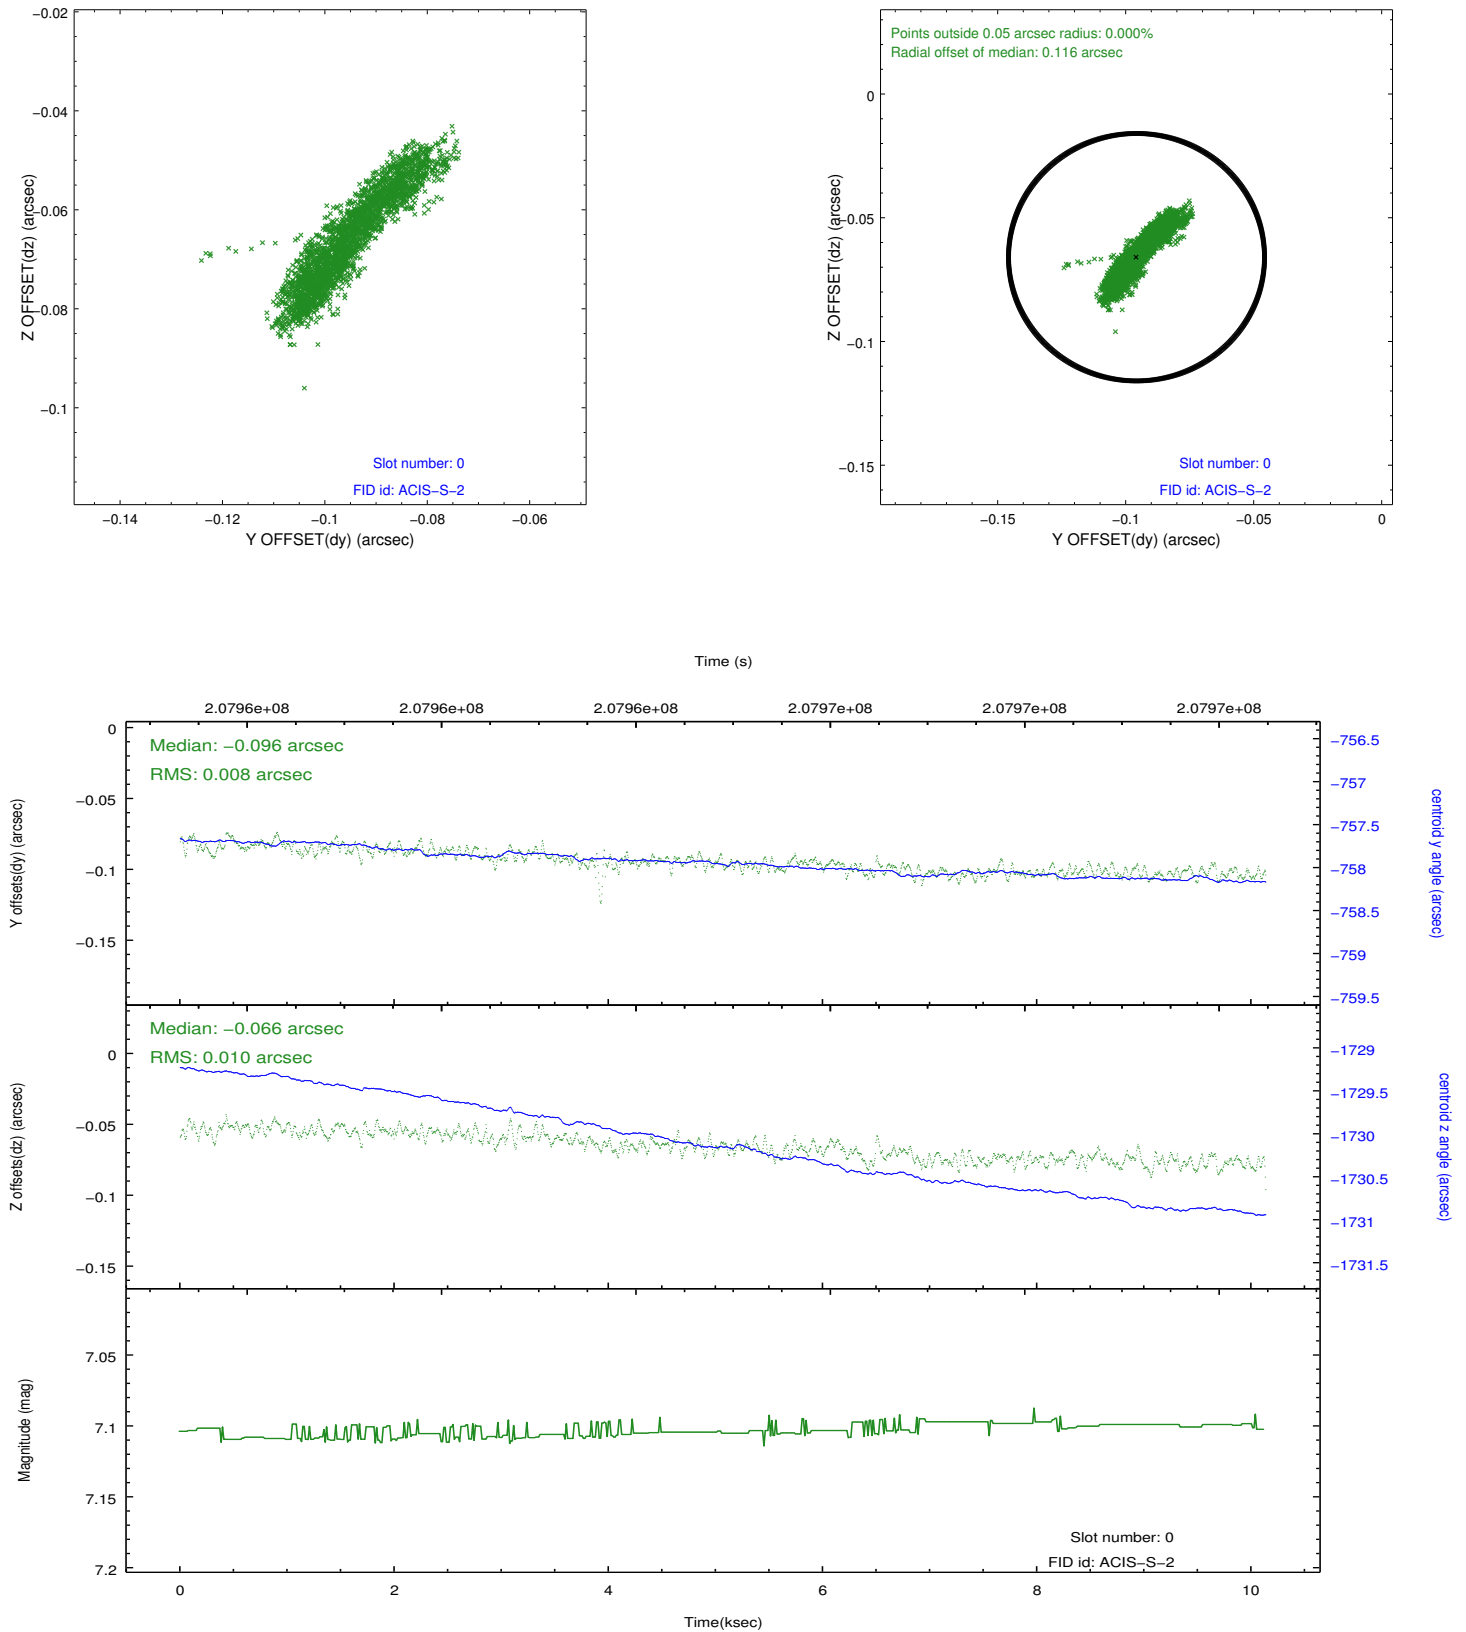 −0.02
−0.04
−0.06
−0.08
−0.1
Z OFFSET(dz) (arcsec)
Slot number: 0
FID id: ACIS−S−2
−0.14 −0.12 −0.1 −0.08 −0.06
Y OFFSET(dy) (arcsec)
Points outside 0.05 arcsec radius: 0.000%
Radial offset of median: 0.116 arcsec
0
−0.05
−0.1
−0.15
Z OFFSET(dz) (arcsec)
Slot number: 0
FID id: ACIS−S−2
−0.15 −0.1 −0.05 0
Y OFFSET(dy) (arcsec)
Time (s)
2.0796e+08 2.0796e+08 2.0796e+08 2.0797e+08 2.0797e+08 2.0797e+08
Median: −0.096 arcsec
RMS: 0.008 arcsec
0
−0.05
−0.1
−0.15
Y offsets(dy) (arcsec)
−756.5
−757
−757.5
−758
−758.5
−759
−759.5
centroid y angle (arcsec)
Median: −0.066 arcsec
RMS: 0.010 arcsec
0
−0.05
−0.1
−0.15
Z offsets(dz) (arcsec)
−1729
−1729.5
−1730
−1730.5
−1731
−1731.5
centroid z angle (arcsec)
7.05
7.1
7.15
7.2
Magnitude (mag)
Slot number: 0
FID id: ACIS−S−2
0 2 4 6 8 10
Time(ksec)